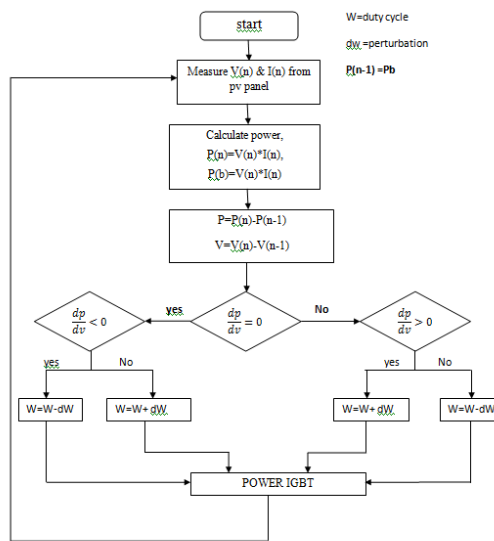 start
W=duty cycle
dw =perturbation
P(n-1) =Pb
Measure V(n) & I(n) from
pv panel
Calculate power,
P(n)=V(n)*I(n),
P(b)=V(n)*I(n)
P=P(n)-P(n-1)
V=V(n)-V(n-1)
dp/dv < 0
yes
dp/dv = 0
No
dp/dv > 0
yes
No
yes
No
W=W-dW
W=W+ dW
W=W+ dW
W=W-dW
POWER IGBT